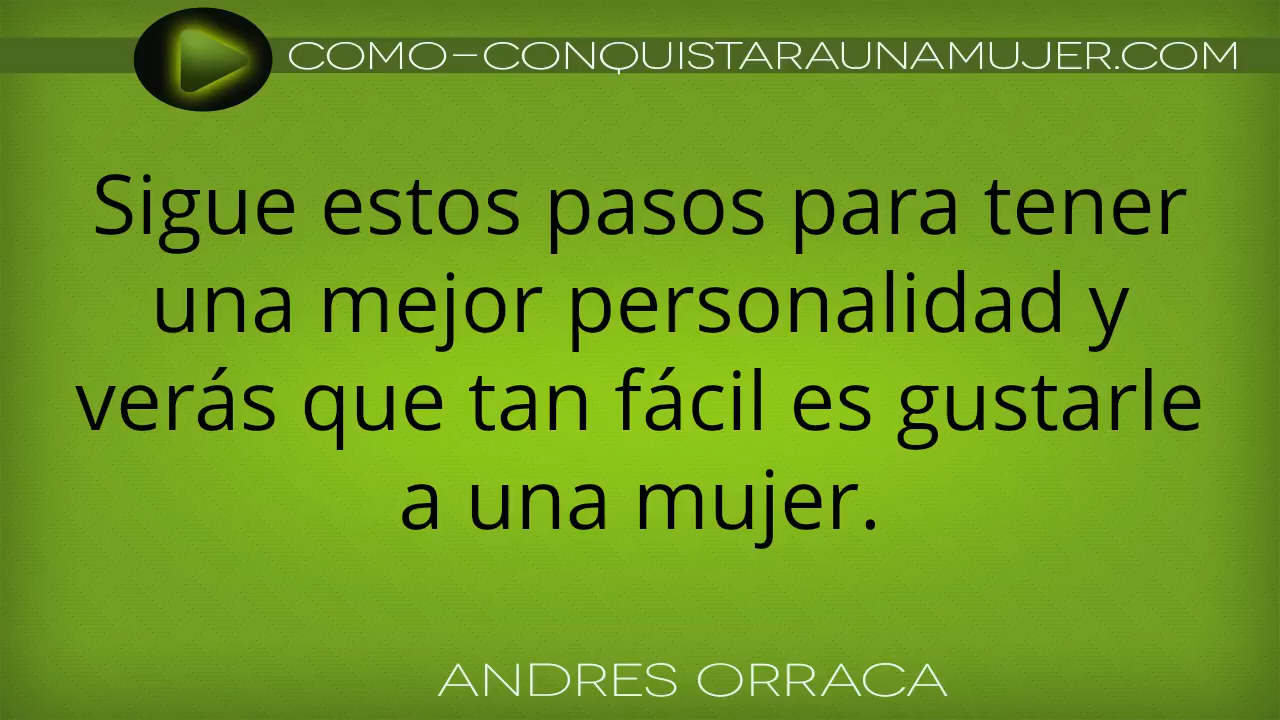 COMO-CONQUISTARAUNAMUJER.COM
Sigue estos pasos para tener
una mejor personalidad y
verás que tan fácil es gustarle
a una mujer.
ANDRES ORRACA